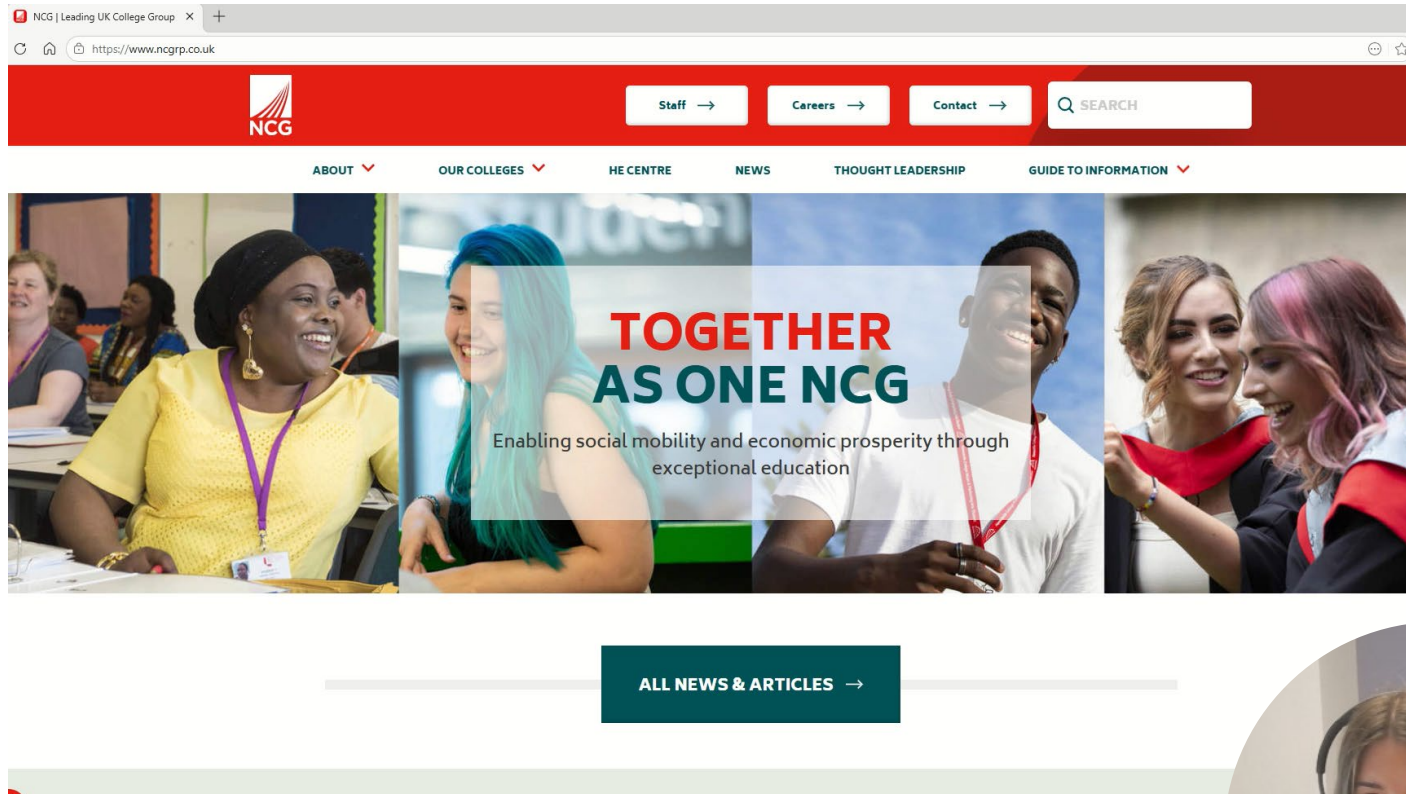 NCG | Leading UK College Group
https://www.ncgrp.co.uk
NCG
Staff →
Careers →
Contact →
SEARCH
ABOUT
OUR COLLEGES
HE CENTRE
NEWS
THOUGHT LEADERSHIP
GUIDE TO INFORMATION
Student
TOGETHER
AS ONE NCG
Enabling social mobility and economic prosperity through
exceptional education
ALL NEWS & ARTICLES →